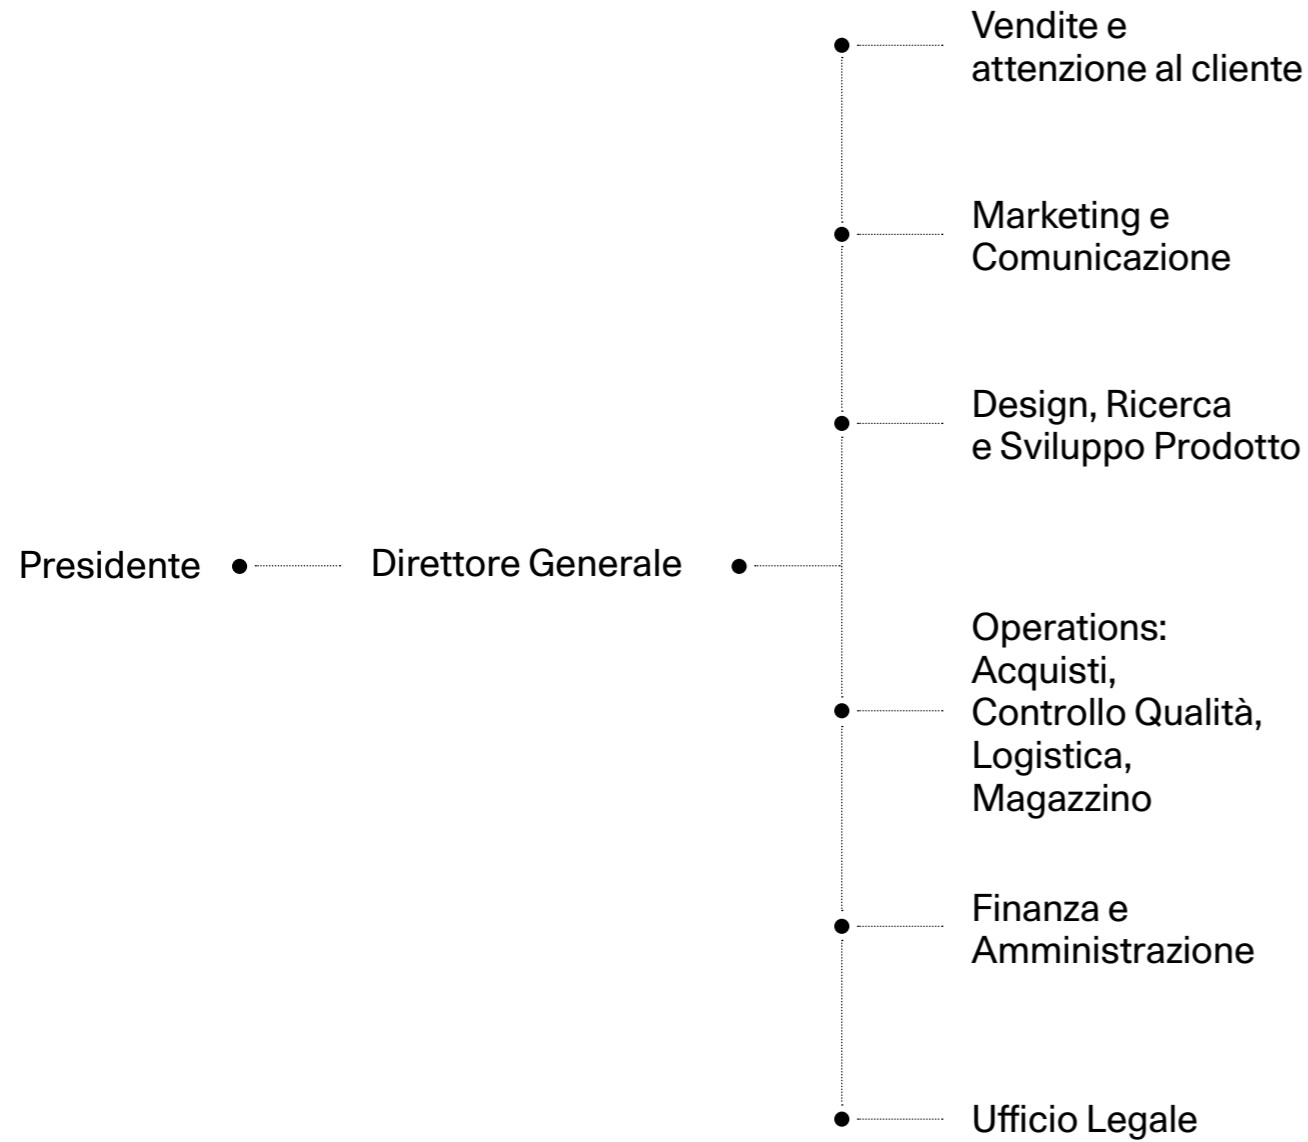 Presidente
Direttore Generale
Vendite e
attenzione al cliente
Marketing e
Comunicazione
Design, Ricerca
e Sviluppo Prodotto
Operations:
Acquisti,
Controllo Qualità,
Logistica,
Magazzino
Finanza e
Amministrazione
Ufficio Legale